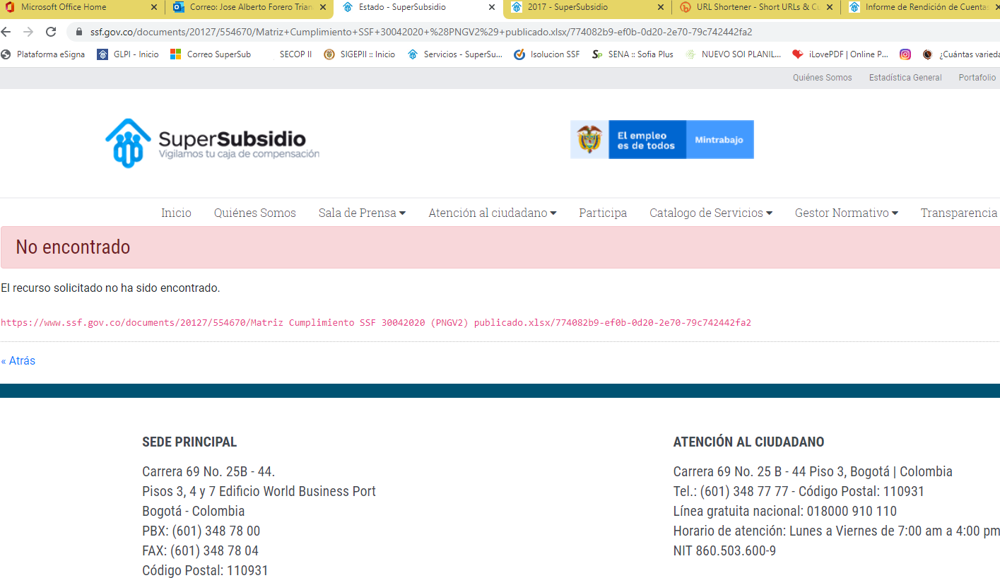 Microsoft Office Home
Correo: Jose Alberto Forero Trian
Estado - SuperSubsidio
2017 - SuperSubsidio
URL Shortener - Short URLs & Cu
Informe de Rendición de Cuentas
ssf.gov.co/documents/20127/554670/Matriz+Cumplimiento+SSF+30042020+%28PNGV2%29+publicado.xlsx/774082b9-ef0b-0d20-2e70-79c742442fa2
Plataforma eSigna
GLPI - Inicio
Correo SuperSub
SECOP II
SIGEPII :: Inicio
Servicios - SuperSu...
Isolucion SSF
SENA :: Sofia Plus
NUEVO SOI PLANIL...
iLovePDF | Online P...
¿Cuántas varieda
Quiénes Somos
Estadística General
Portafolio
SuperSubsidio
Vigilamos tu caja de compensación
El empleo
es de todos
Mintrabajo
Inicio
Quiénes Somos
Sala de Prensa
Atención al ciudadano
Participa
Catalogo de Servicios
Gestor Normativo
Transparencia
No encontrado
El recurso solicitado no ha sido encontrado.
https://www.ssf.gov.co/documents/20127/554670/Matriz Cumplimiento SSF 30042020 (PNGV2) publicado.xlsx/774082b9-ef0b-0d20-2e70-79c742442fa2
« Atrás
SEDE PRINCIPAL
Carrera 69 No. 25B - 44.
Pisos 3, 4 y 7 Edificio World Business Port
Bogotá - Colombia
PBX: (601) 348 78 00
FAX: (601) 348 78 04
Código Postal: 110931
ATENCIÓN AL CIUDADANO
Carrera 69 No. 25 B - 44 Piso 3, Bogotá | Colombia
Tel.: (601) 348 77 77 - Código Postal: 110931
Línea gratuita nacional: 018000 910 110
Horario de atención: Lunes a Viernes de 7:00 am a 4:00 pm
NIT 860.503.600-9